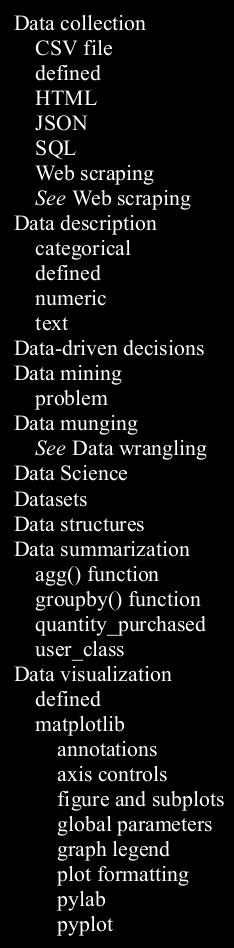 Data collection
CSV file
defined
HTML
JSON
SQL
Web scraping
See Web scraping
Data description
categorical
defined
numeric
text
Data-driven decisions
Data mining
problem
Data munging
See Data wrangling
Data Science
Datasets
Data structures
Data summarization
agg() function
groupby() function
quantity_purchased
user_class
Data visualization
defined
matplotlib
annotations
axis controls
figure and subplots
global parameters
graph legend
plot formatting
pylab
pyplot